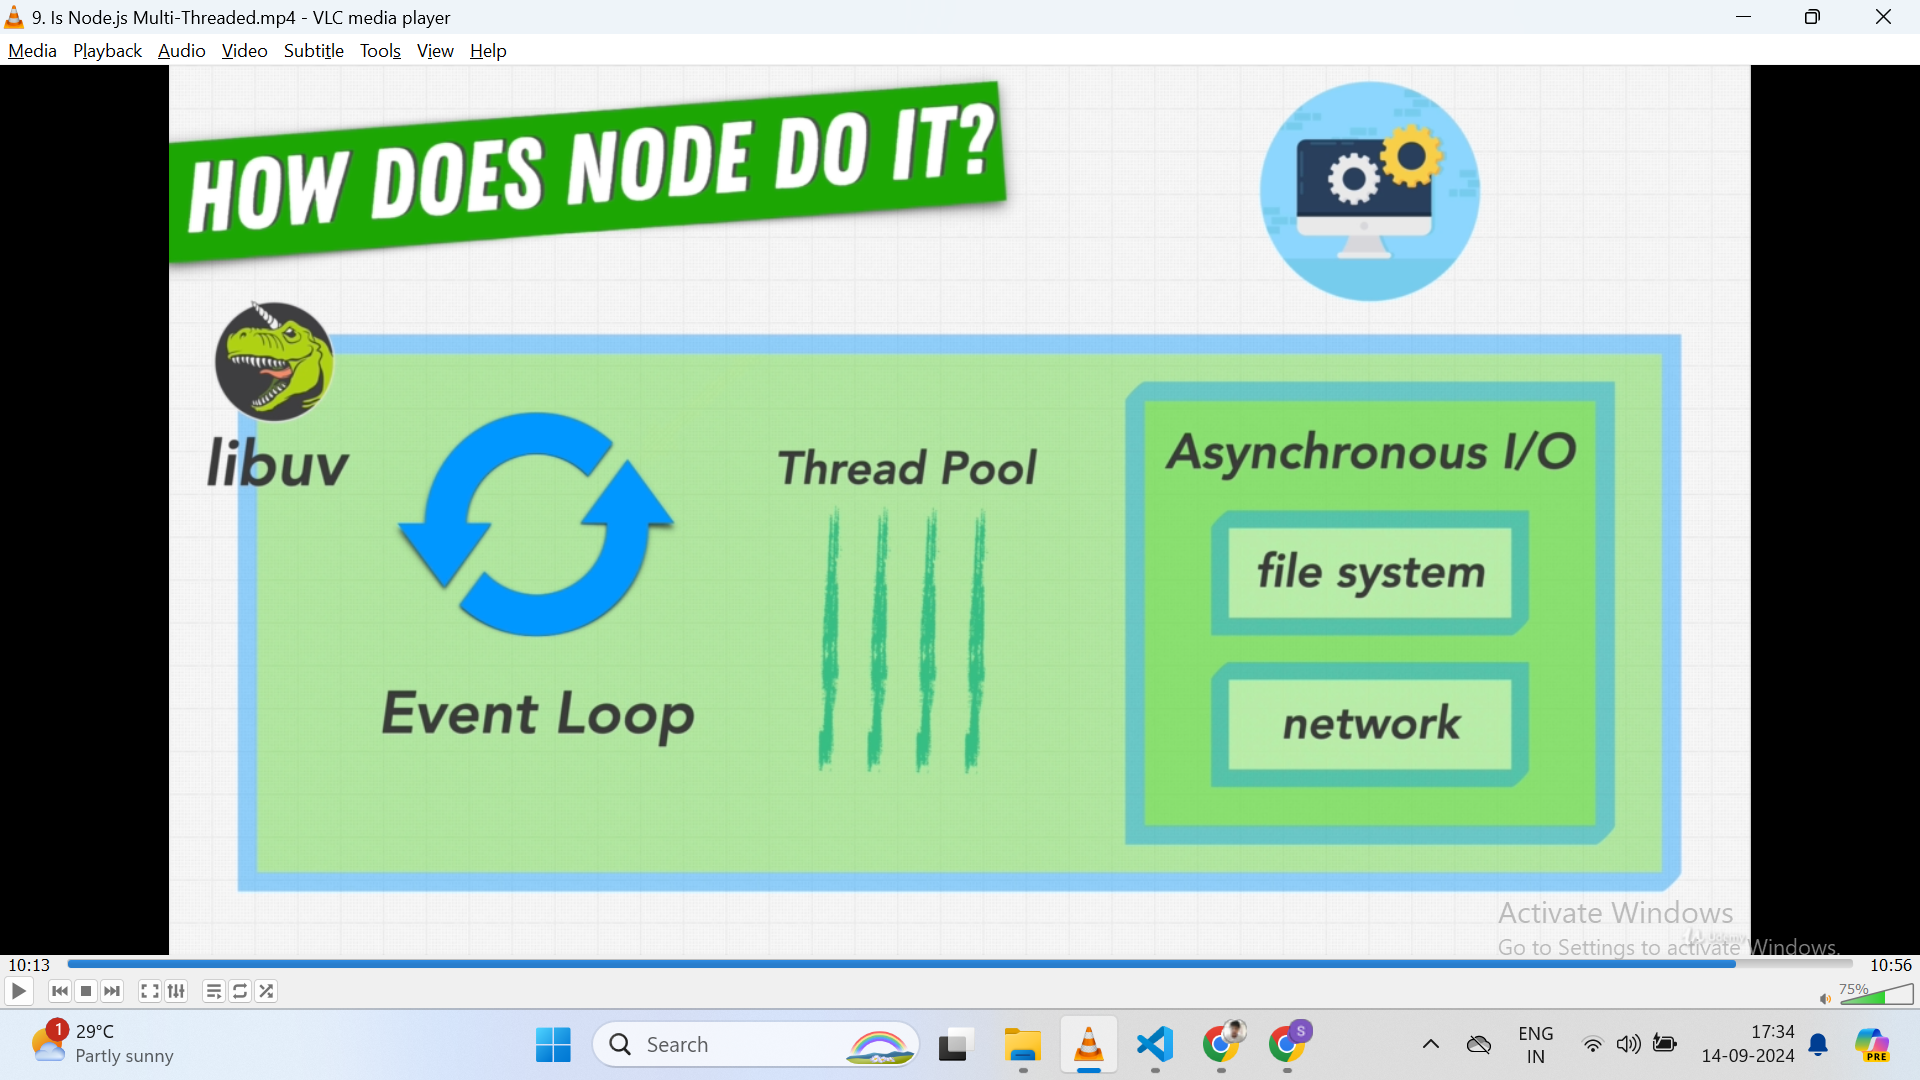 9. Is Node.js Multi-Threaded.mp4 - VLC media player
Media Playback Audio Video Subtitle Tools View Help
HOW DOES NODE DO IT?
libuv
Event Loop
Thread Pool
Asynchronous I/O
file system
network
Activate Windows
Go to Settings to activate Windows.
10:13
10:56
75%
1
29°C
Partly sunny
Search
S
ENG
IN
17:34
14-09-2024
PRE